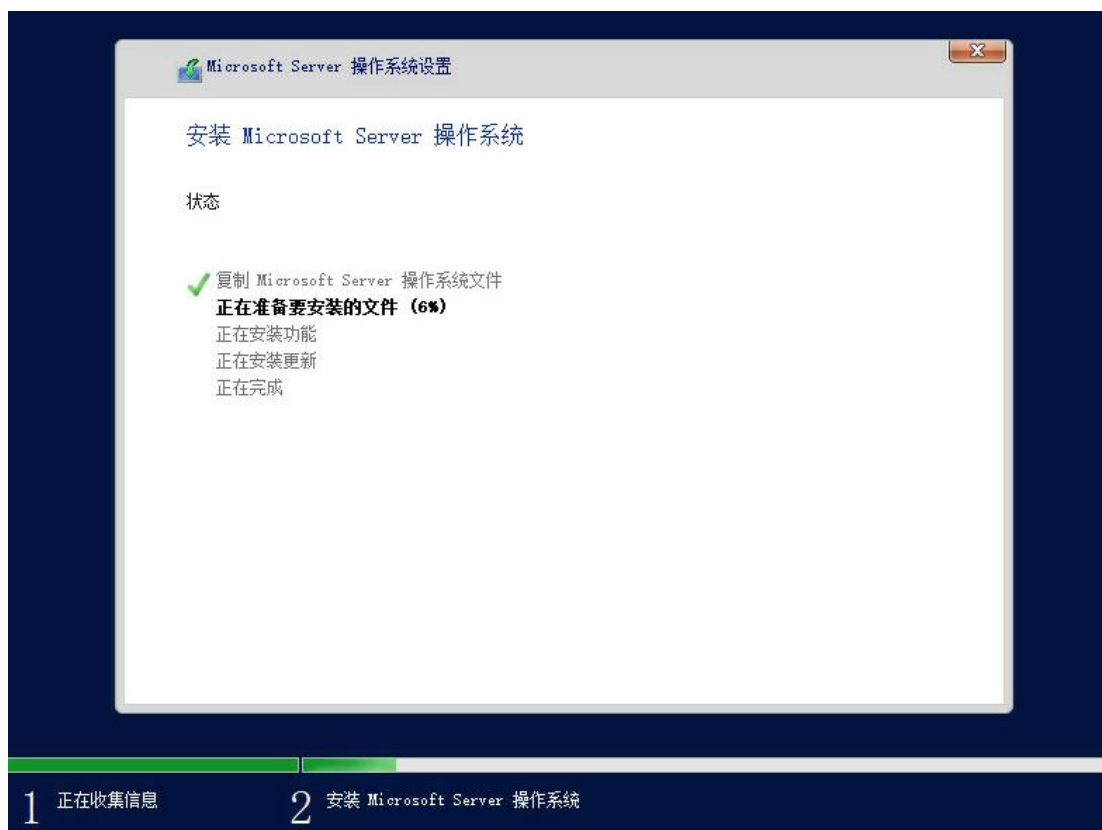 Microsoft Server 操作系统设置
安装 Microsoft Server 操作系统
状态
复制 Microsoft Server 操作系统文件
正在准备要安装的文件 (6%)
正在安装功能
正在安装更新
正在完成
1 正在收集信息 2 安装 Microsoft Server 操作系统